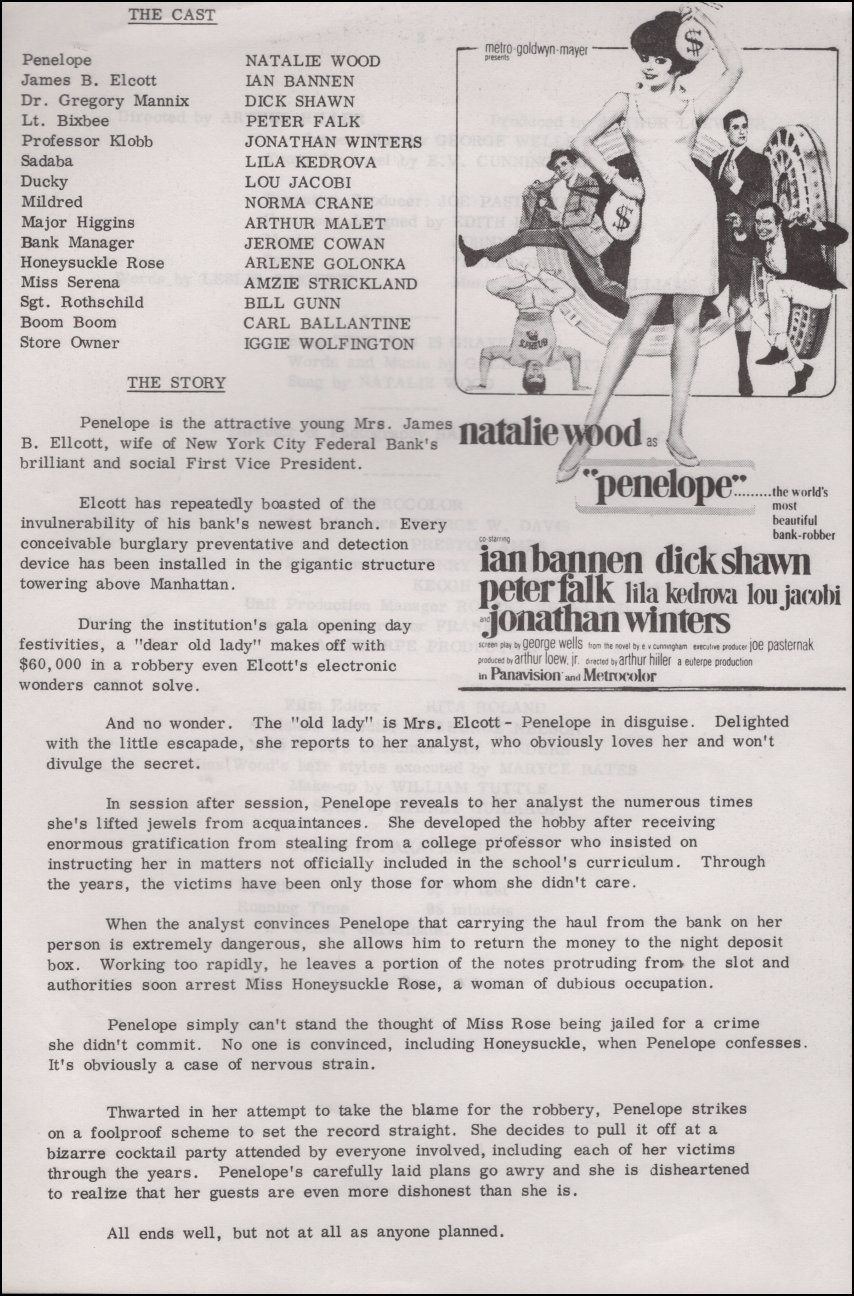 THE CAST
Penelope NATALIE WOOD
James B. Elcott IAN BANNEN
Dr. Gregory Mannix DICK SHAWN
Lt. Bixbee PETER FALK
Professor Klobb JONATHAN WINTERS
Sadaba LILA KEDROVA
Ducky LOU JACOBI
Mildred NORMA CRANE
Major Higgins ARTHUR MALET
Bank Manager JEROME COWAN
Honeysuckle Rose ARLENE GOLONKA
Miss Serena AMZIE STRICKLAND
Sgt. Rothschild BILL GUNN
Boom Boom CARL BALLANTINE
Store Owner IGGIE WOLFINGTON
metro-goldwyn-mayer
presents
$
$
natalie wood as
"penelope".........the world's
most
beautiful
bank-robber
co-starring
ian bannen dick shawn
peter falk lila kedrova lou jacobi
and jonathan winters
screen play by george wells from the novel by e. v. cunningham executive producer joe pasternak
produced by arthur loew, jr. directed by arthur hiller a euterpe production
in Panavision and Metrocolor
THE STORY
Penelope is the attractive young Mrs. James
B. Ellcott, wife of New York City Federal Bank's
brilliant and social First Vice President.
Elcott has repeatedly boasted of the
invulnerability of his bank's newest branch. Every
conceivable burglary preventative and detection
device has been installed in the gigantic structure
towering above Manhattan.
During the institution's gala opening day
festivities, a "dear old lady" makes off with
$60,000 in a robbery even Elcott's electronic
wonders cannot solve.
And no wonder. The "old lady" is Mrs. Elcott - Penelope in disguise. Delighted
with the little escapade, she reports to her analyst, who obviously loves her and won't
divulge the secret.
In session after session, Penelope reveals to her analyst the numerous times
she's lifted jewels from acquaintances. She developed the hobby after receiving
enormous gratification from stealing from a college professor who insisted on
instructing her in matters not officially included in the school's curriculum. Through
the years, the victims have been only those for whom she didn't care.
When the analyst convinces Penelope that carrying the haul from the bank on her
person is extremely dangerous, she allows him to return the money to the night deposit
box. Working too rapidly, he leaves a portion of the notes protruding from the slot and
authorities soon arrest Miss Honeysuckle Rose, a woman of dubious occupation.
Penelope simply can't stand the thought of Miss Rose being jailed for a crime
she didn't commit. No one is convinced, including Honeysuckle, when Penelope confesses.
It's obviously a case of nervous strain.
Thwarted in her attempt to take the blame for the robbery, Penelope strikes
on a foolproof scheme to set the record straight. She decides to pull it off at a
bizarre cocktail party attended by everyone involved, including each of her victims
through the years. Penelope's carefully laid plans go awry and she is disheartened
to realize that her guests are even more dishonest than she is.
All ends well, but not at all as anyone planned.